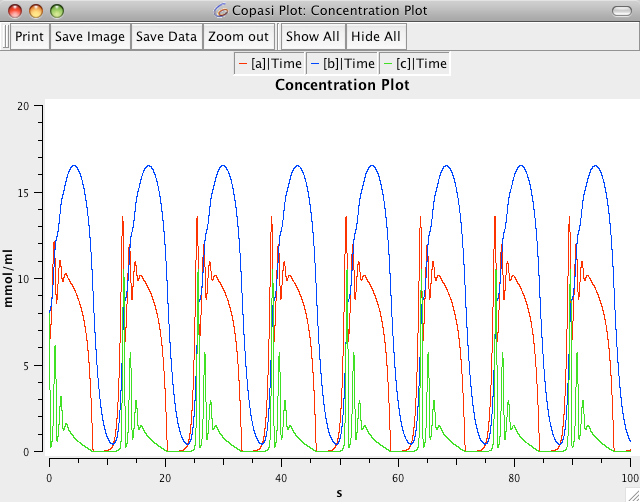 Copasi Plot: Concentration Plot
Print Save Image Save Data Zoom out Show All Hide All
[a]|Time [b]|Time [c]|Time
Concentration Plot
20
15
10
5
0
mmol/ml
0 20 40 60 80 100
s